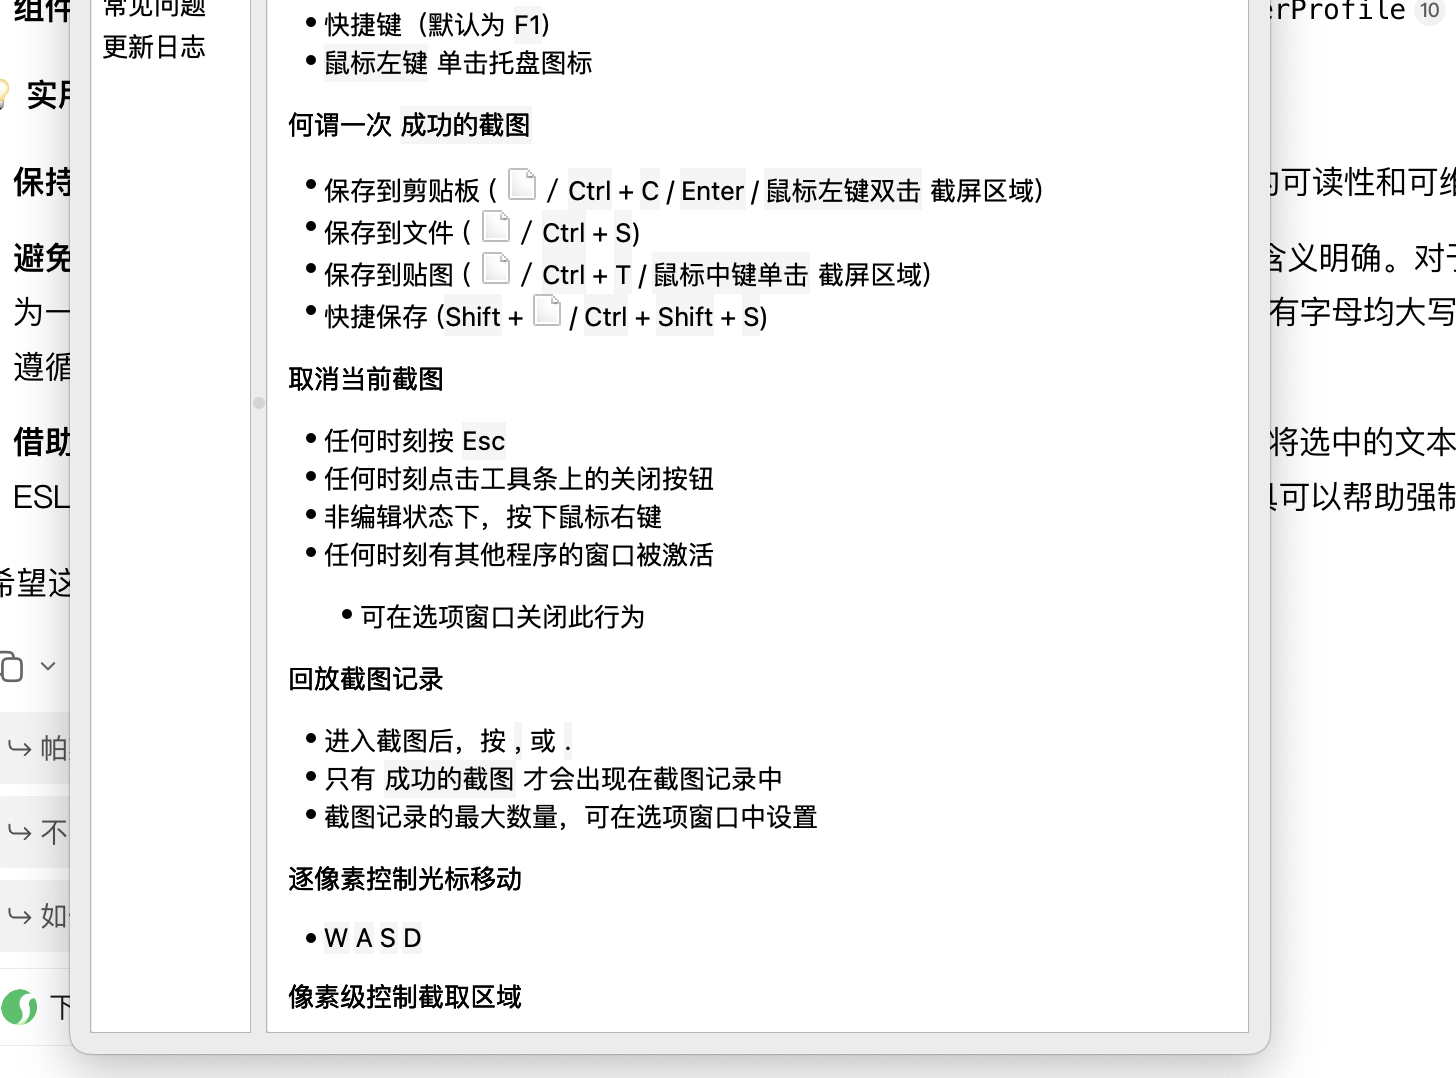 常见问题
更新日志
快捷键（默认为 F1）
鼠标左键 单击托盘图标
何谓一次 成功的截图
保存到剪贴板 ( / Ctrl + C / Enter / 鼠标左键双击 截屏区域)
保存到文件 ( / Ctrl + S)
保存到贴图 ( / Ctrl + T / 鼠标中键单击 截屏区域)
快捷保存 (Shift + / Ctrl + Shift + S)
取消当前截图
任何时刻按 Esc
任何时刻点击工具条上的关闭按钮
非编辑状态下，按下鼠标右键
任何时刻有其他程序的窗口被激活
可在选项窗口关闭此行为
回放截图记录
进入截图后，按 , 或 .
只有 成功的截图 才会出现在截图记录中
截图记录的最大数量，可在选项窗口中设置
逐像素控制光标移动
W A S D
像素级控制截取区域
组件
实用
保持
避免
为一
遵循
借助
ESL
希望这
帕
不
如
下
erProfile 10
的可读性和可维
含义明确。对于
有字母均大写
将选中的文本
具可以帮助强制